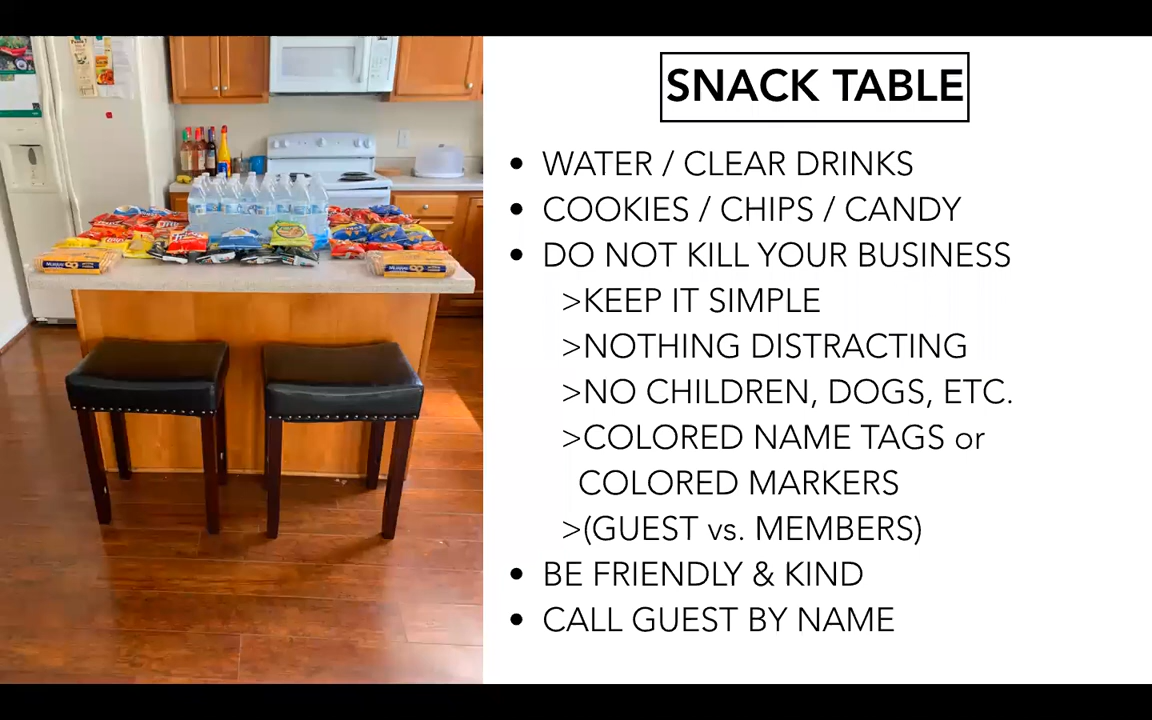 SNACK TABLE
• WATER / CLEAR DRINKS
• COOKIES / CHIPS / CANDY
• DO NOT KILL YOUR BUSINESS
>KEEP IT SIMPLE
>NOTHING DISTRACTING
>NO CHILDREN, DOGS, ETC.
>COLORED NAME TAGS or
COLORED MARKERS
>(GUEST vs. MEMBERS)
• BE FRIENDLY & KIND
• CALL GUEST BY NAME